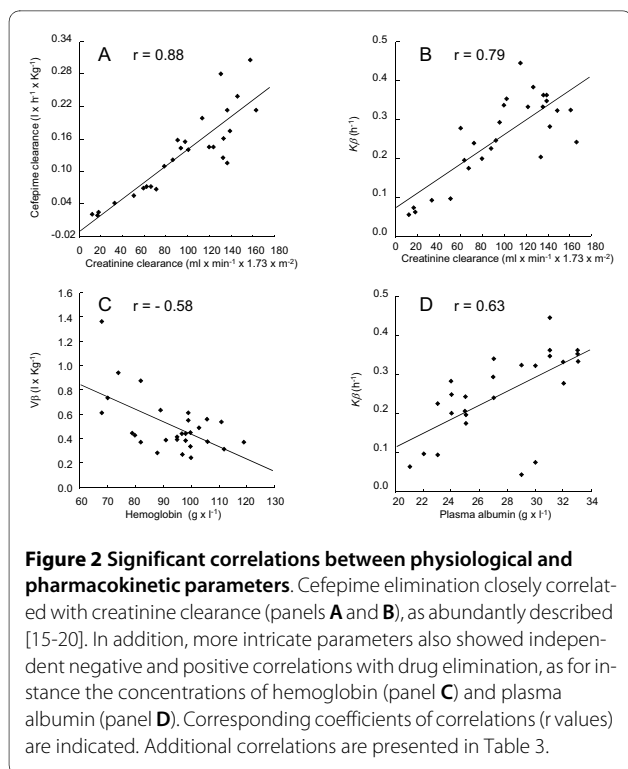 A r = 0.88
Cefepime clearance (l x h-1 x Kg-1)
0.34
0.28
0.22
0.16
0.10
0.04
-0.02
0 20 40 60 80 100 120 140 160 180
Creatinine clearance (ml x min-1 x 1.73 x m-2)
B r = 0.79
Kβ (h-1)
0.5
0.4
0.3
0.2
0.1
0.0
0 20 40 60 80 100 120 140 160 180
Creatinine clearance (ml x min-1 x 1.73 x m-2)
C r = - 0.58
Vβ (l x Kg-1)
1.6
1.4
1.2
1.0
0.8
0.6
0.4
0.2
0.0
60 70 80 90 100 110 120 130
Hemoglobin (g x l-1)
D r = 0.63
Kβ (h-1)
0.5
0.4
0.3
0.2
0.1
0.0
20 22 24 26 28 30 32 34
Plasma albumin (g x l-1)
Figure 2 Significant correlations between physiological and
pharmacokinetic parameters. Cefepime elimination closely correlat-
ed with creatinine clearance (panels A and B), as abundantly described
[15-20]. In addition, more intricate parameters also showed indepen-
dent negative and positive correlations with drug elimination, as for in-
stance the concentrations of hemoglobin (panel C) and plasma
albumin (panel D). Corresponding coefficients of correlations (r values)
are indicated. Additional correlations are presented in Table 3.